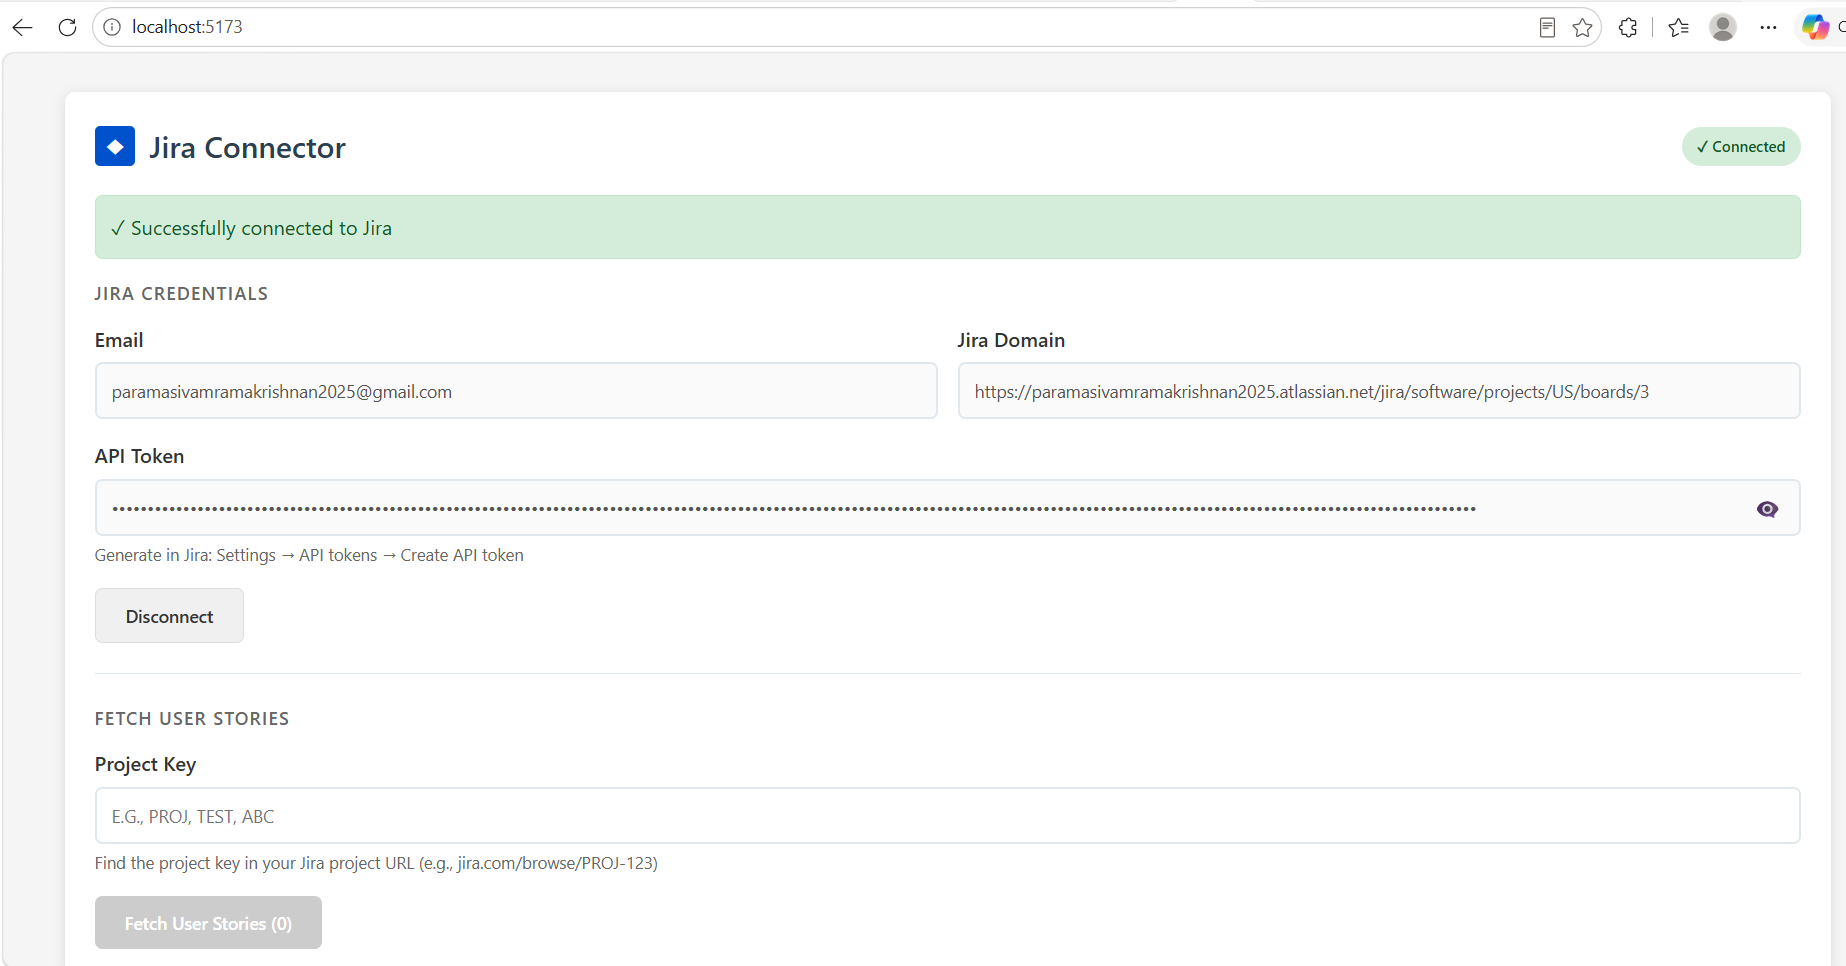 localhost:5173
Jira Connector
✓ Connected
✓ Successfully connected to Jira
JIRA CREDENTIALS
Email
Jira Domain
paramasivamramakrishnan2025@gmail.com
https://paramasivamramakrishnan2025.atlassian.net/jira/software/projects/US/boards/3
API Token
Generate in Jira: Settings → API tokens → Create API token
Disconnect
FETCH USER STORIES
Project Key
E.G., PROJ, TEST, ABC
Find the project key in your Jira project URL (e.g., jira.com/browse/PROJ-123)
Fetch User Stories (0)